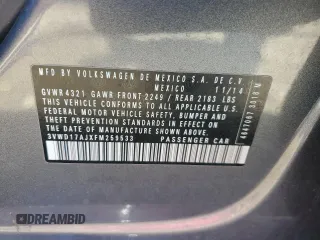 MFD BY VOLKSWAGEN DE MEXICO S.A. DE C.V.
MEXICO 11/14
GVWR 4321 GAWR FRONT 2249 / REAR 2183 LBS
THIS VEHICLE CONFORMS TO ALL APPLICABLE U.S.
FEDERAL MOTOR VEHICLE SAFETY, BUMPER, AND
THEFT PREVENTION STANDARDS IN EFFECT ON THE
DATE OF MANUFACTURE SHOWN ABOVE.
3VWD17AJXFM259533 PASSENGER CAR
DREAMBID